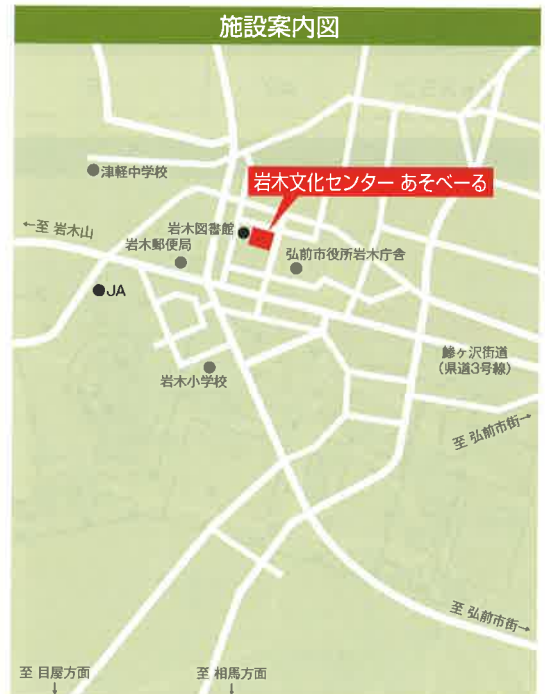 施設案内図
津軽中学校
岩木文化センター あそべーる
←至 岩木山
岩木図書館
岩木郵便局
弘前市役所岩木庁舎
JA
鰺ヶ沢街道
（県道3号線）
岩木小学校
至 弘前市街→
至 弘前市街→
至 目屋方面
↓
至 相馬方面
↓